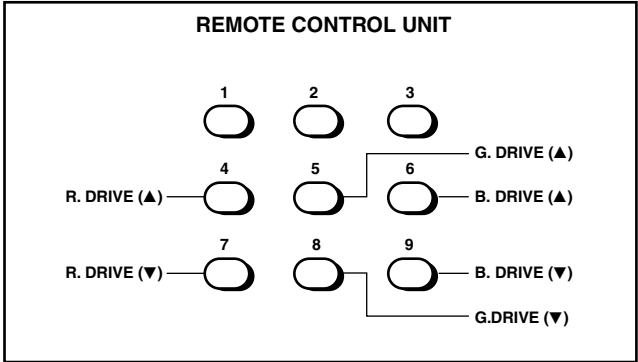 REMOTE CONTROL UNIT
1 2 3
G. DRIVE (▲)
4 5 6
R. DRIVE (▲) B. DRIVE (▲)
7 8 9
R. DRIVE (▼) B. DRIVE (▼)
G.DRIVE (▼)